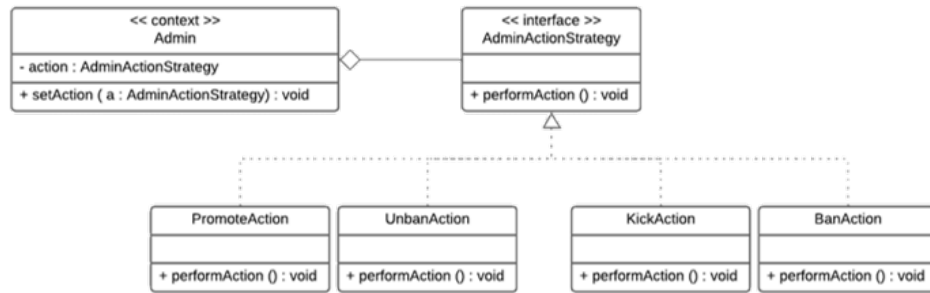 << context >>
Admin
- action : AdminActionStrategy
+ setAction ( a : AdminActionStrategy) : void
<< interface >>
AdminActionStrategy
+ performAction () : void
PromoteAction
+ performAction () : void
UnbanAction
+ performAction () : void
KickAction
+ performAction () : void
BanAction
+ performAction () : void